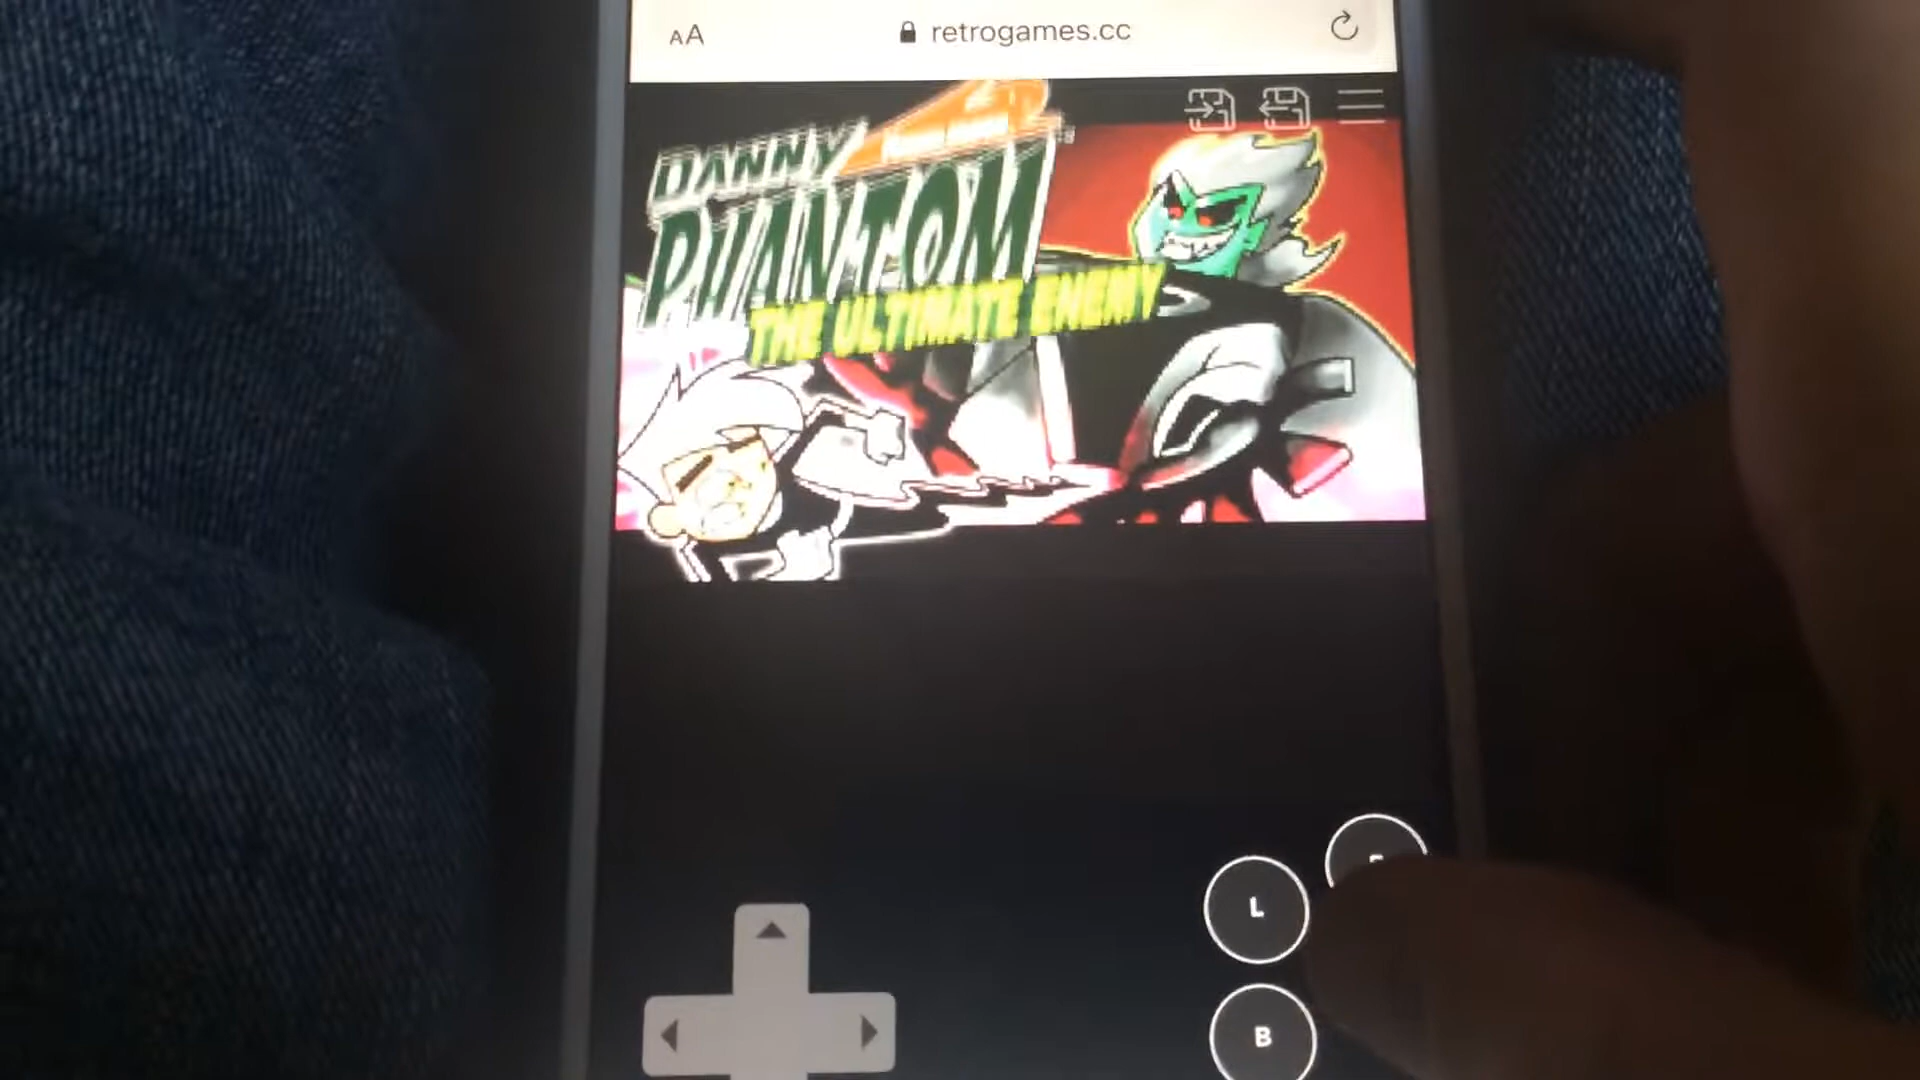 AA retrogames.cc
DANNY
PHANTOM
THE ULTIMATE ENEMY
L
B